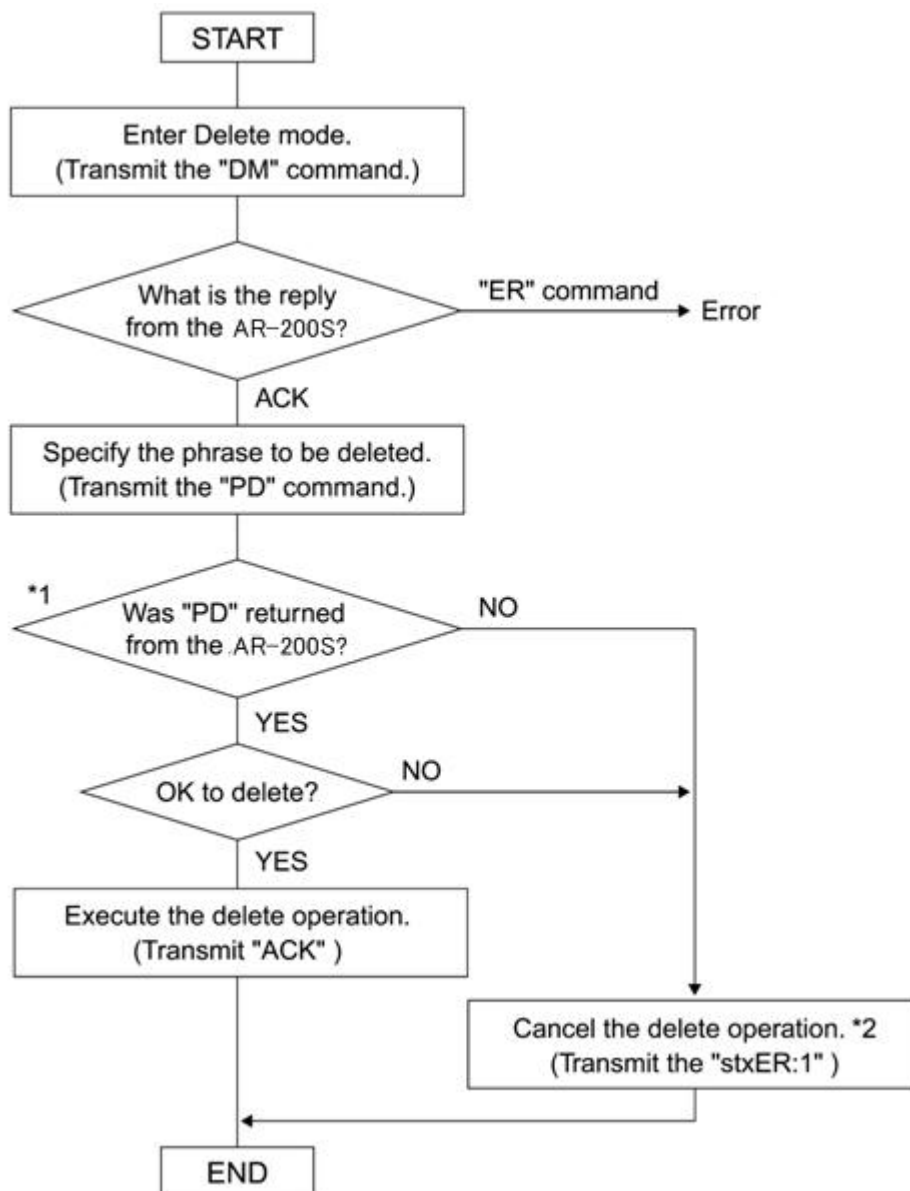 START
Enter Delete mode.
(Transmit the "DM" command.)
What is the reply
from the AR-200S?
"ER" command
Error
ACK
Specify the phrase to be deleted.
(Transmit the "PD" command.)
*1
Was "PD" returned
from the AR-200S?
NO
YES
OK to delete?
NO
YES
Execute the delete operation.
(Transmit "ACK" )
Cancel the delete operation. *2
(Transmit the "stxER:1" )
END